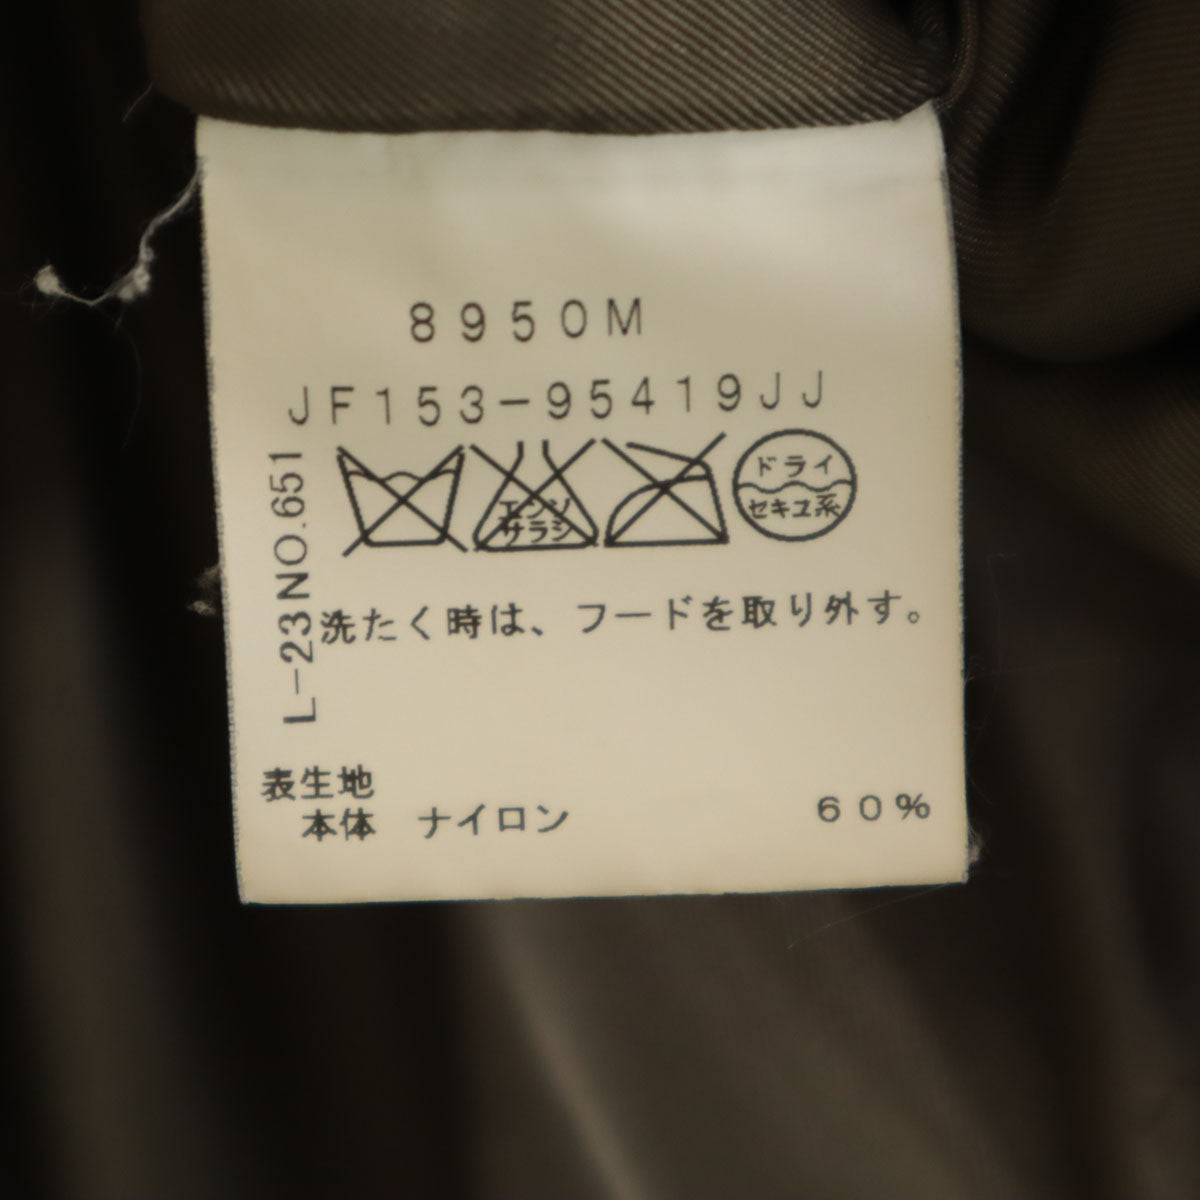 8950M
JF153-95419JJ
エンソ
サラシ
ドライ
セキユ系
L-23NO.651
洗たく時は、フードを取り外す。
表生地
本体 ナイロン 60%